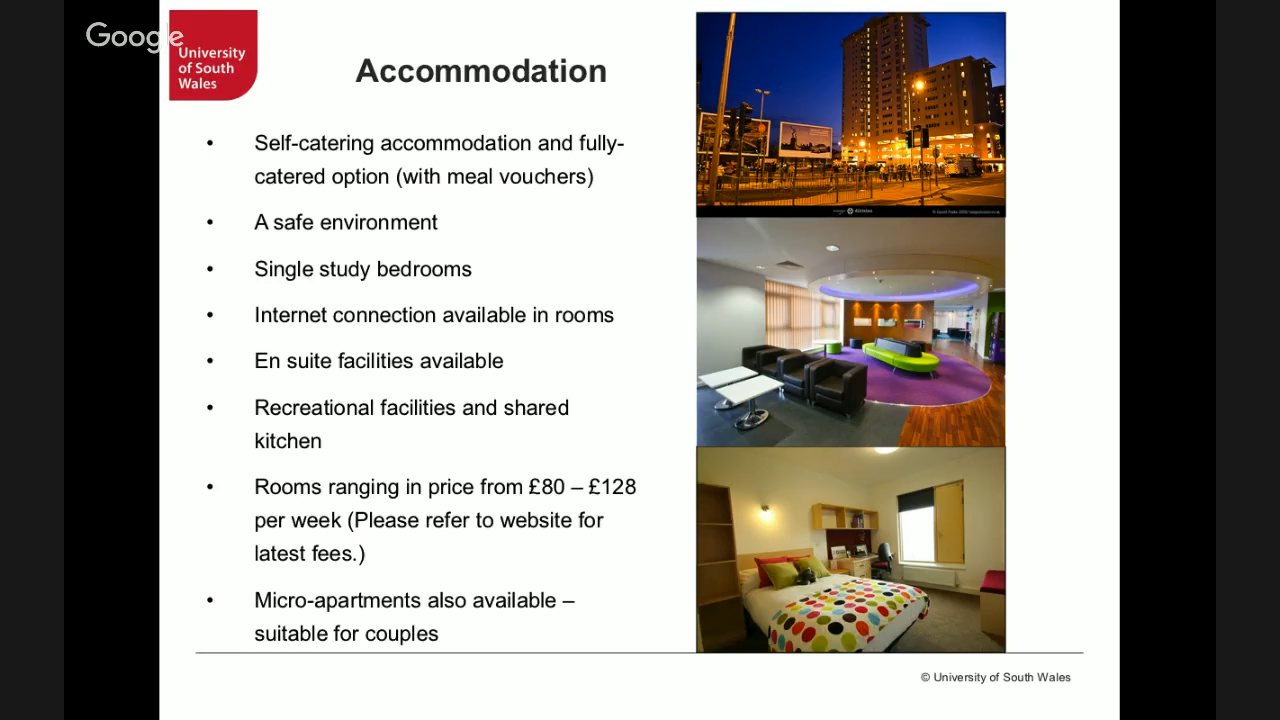 Google
University
of South
Wales
Accommodation
• Self-catering accommodation and fully-
catered option (with meal vouchers)
• A safe environment
• Single study bedrooms
• Internet connection available in rooms
• En suite facilities available
• Recreational facilities and shared
kitchen
• Rooms ranging in price from £80 – £128
per week (Please refer to website for
latest fees.)
• Micro-apartments also available –
suitable for couples
© University of South Wales